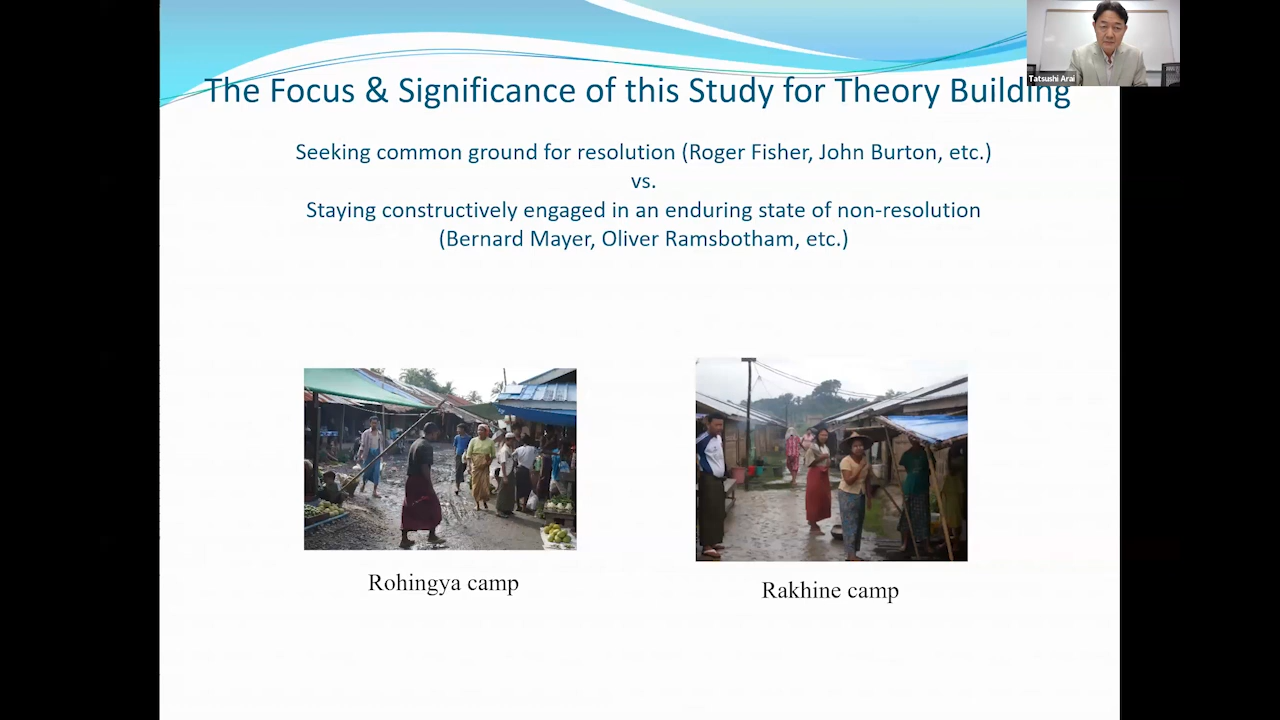 Tatsushi Arai
The Focus & Significance of this Study for Theory Building
Seeking common ground for resolution (Roger Fisher, John Burton, etc.)
vs.
Staying constructively engaged in an enduring state of non-resolution
(Bernard Mayer, Oliver Ramsbotham, etc.)
Rohingya camp
Rakhine camp